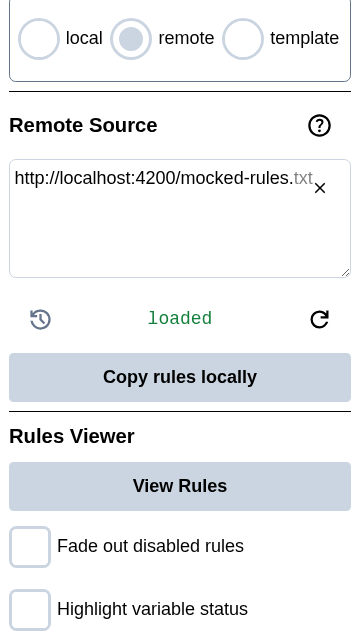 local remote template
Remote Source
http://localhost:4200/mocked-rules.txt
loaded
Copy rules locally
Rules Viewer
View Rules
Fade out disabled rules
Highlight variable status